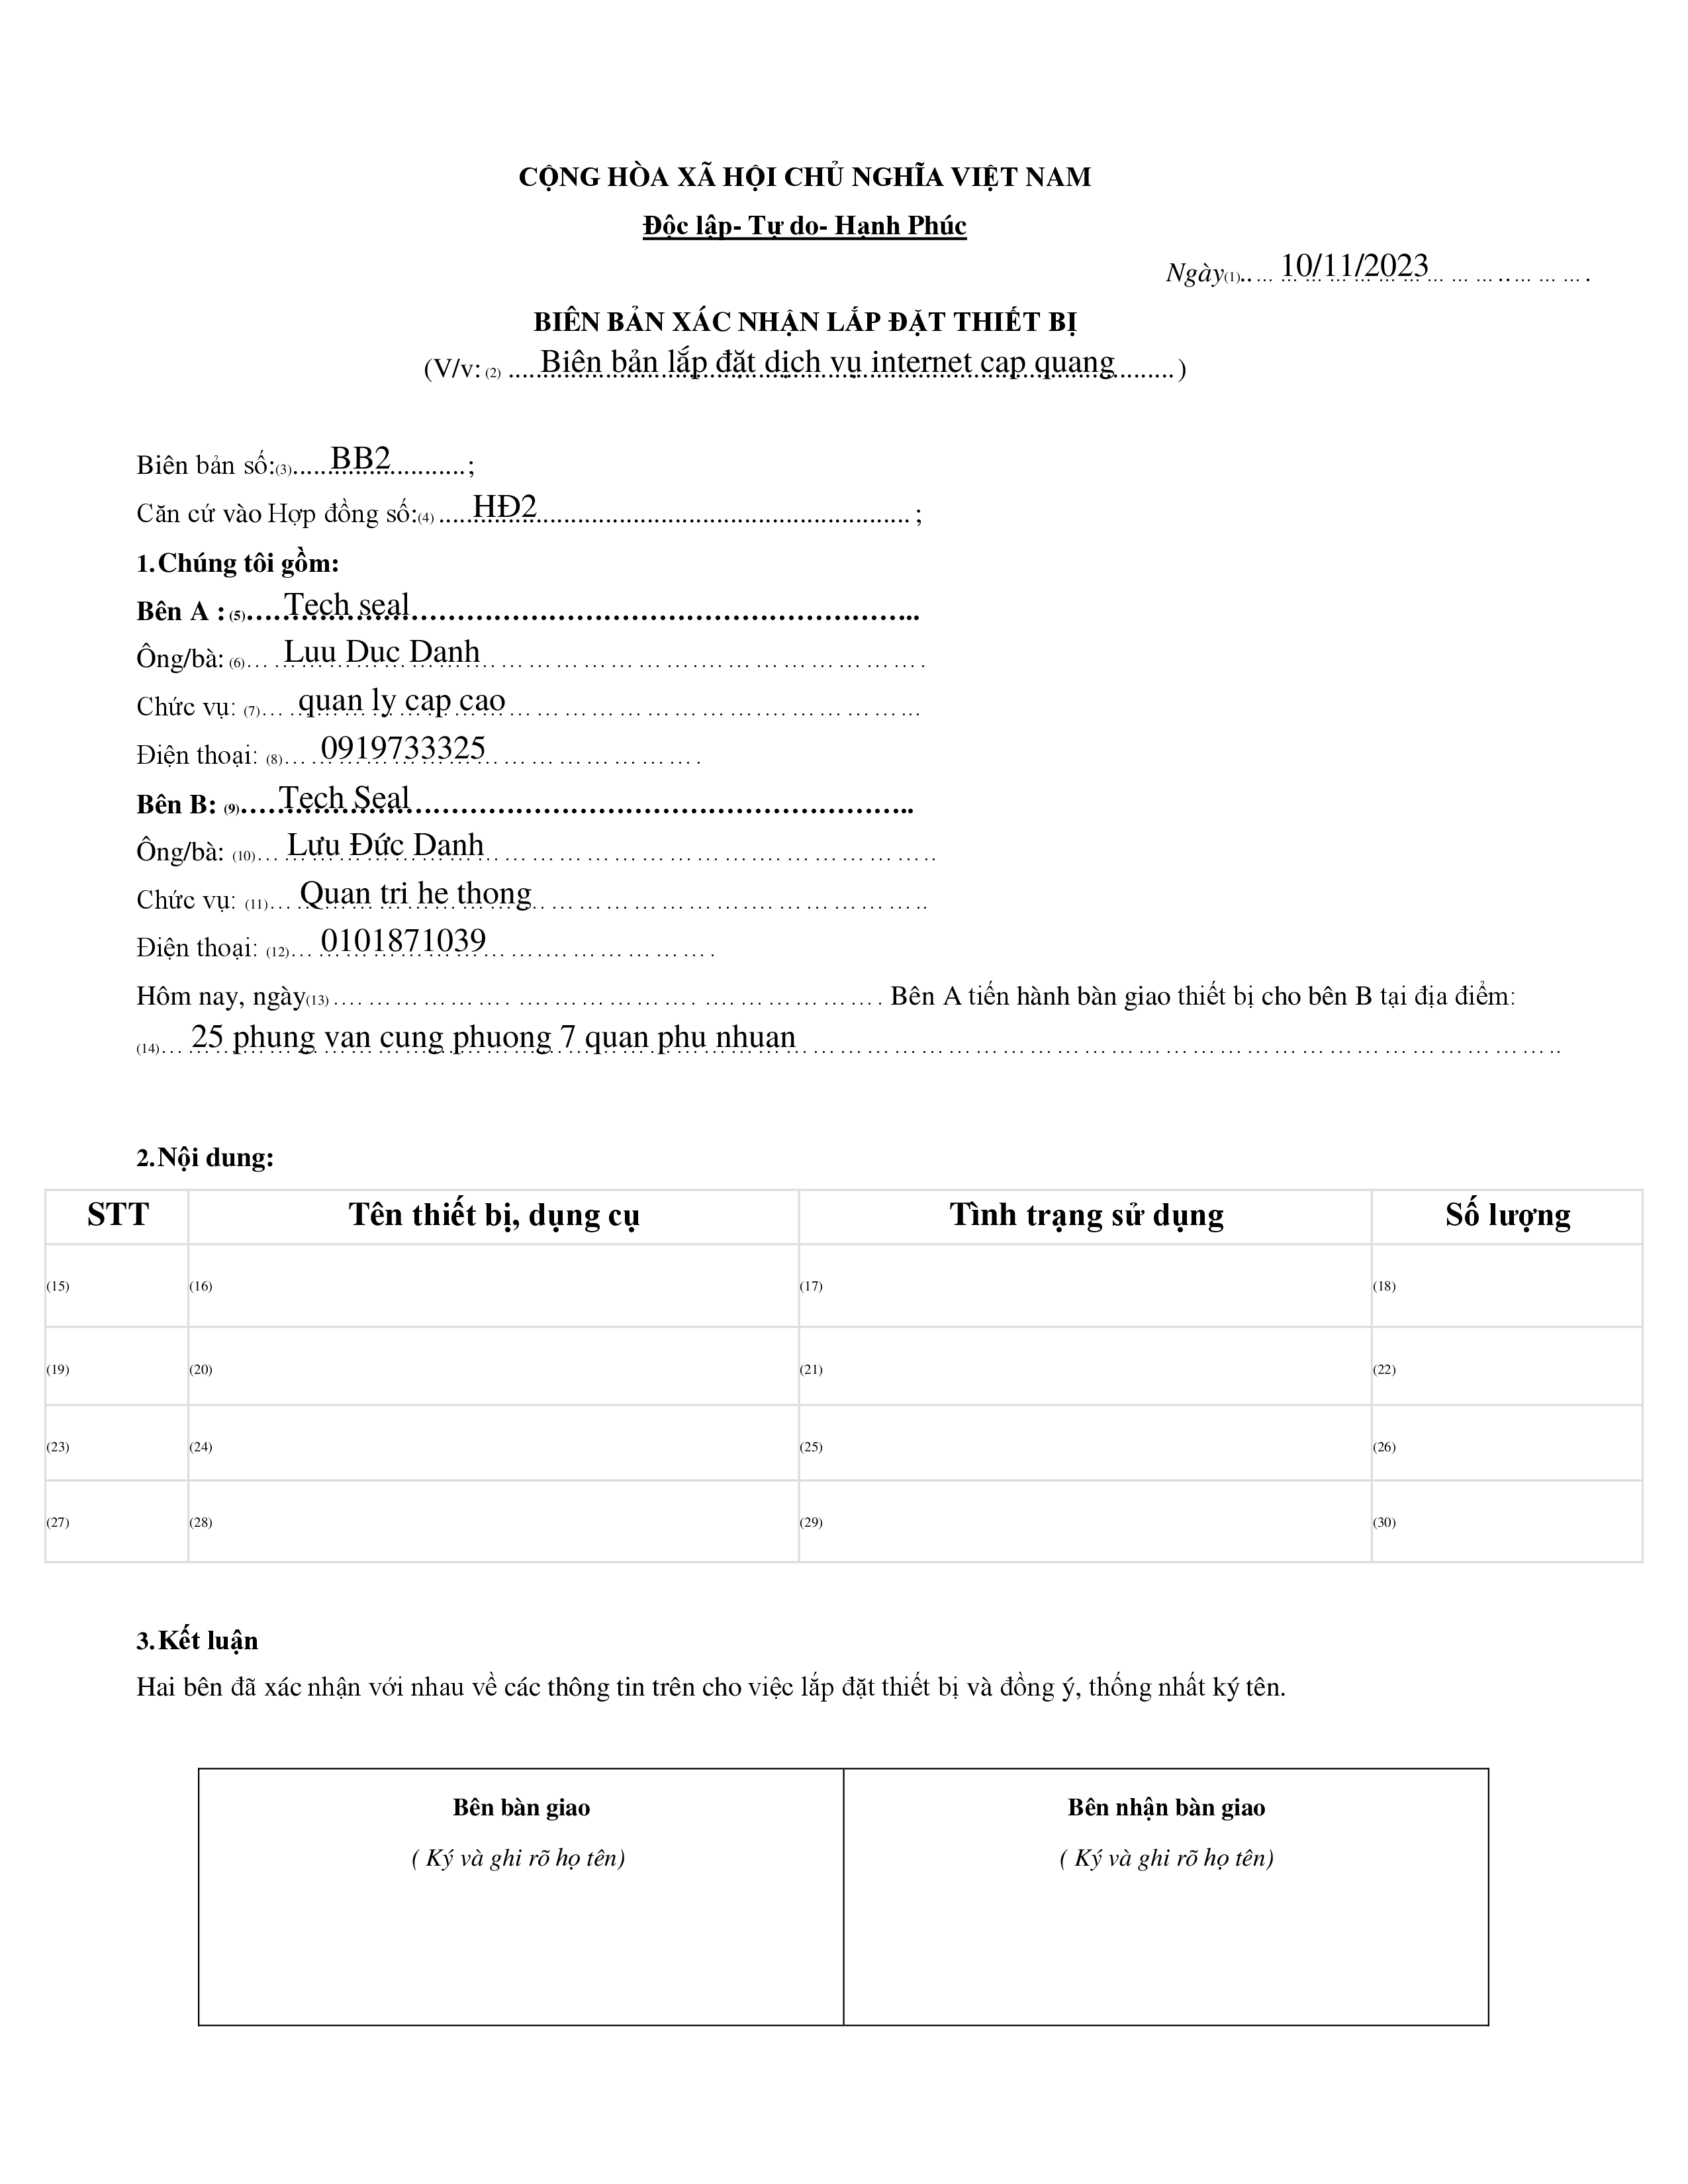 CỘNG HÒA XÃ HỘI CHỦ NGHĨA VIỆT NAM
Độc lập- Tự do- Hạnh Phúc
Ngày(1)..... 10/11/2023 ..............
BIÊN BẢN XÁC NHẬN LẮP ĐẶT THIẾT BỊ
(V/v: (2) .....Biên bản lắp đặt dịch vụ internet cap quang.........)
Biên bản số:(3).....BB2...........;
Căn cứ vào Hợp đồng số:(4) .....HĐ2......................................................;
1.Chúng tôi gồm:
Bên A : (5)....Tech seal..............................................................
Ông/bà: (6)....Luu Duc Danh..............................................
Chức vụ: (7)....quan ly cap cao..............................................
Điện thoại: (8)....0919733325......................
Bên B: (9)....Tech Seal..............................................................
Ông/bà: (10)....Lưu Đức Danh..............................................
Chức vụ: (11)....Quan tri he thong..........................................
Điện thoại: (12)....0101871039......................
Hôm nay, ngày(13) ................. ................. ................. Bên A tiến hành bàn giao thiết bị cho bên B tại địa điểm:
(14)....25 phung van cung phuong 7 quan phu nhuan....................................................................
2.Nội dung:
STT Tên thiết bị, dụng cụ Tình trạng sử dụng Số lượng
(15) (16) (17) (18)
(19) (20) (21) (22)
(23) (24) (25) (26)
(27) (28) (29) (30)
3.Kết luận
Hai bên đã xác nhận với nhau về các thông tin trên cho việc lắp đặt thiết bị và đồng ý, thống nhất ký tên.
Bên bàn giao Bên nhận bàn giao
( Ký và ghi rõ họ tên) ( Ký và ghi rõ họ tên)